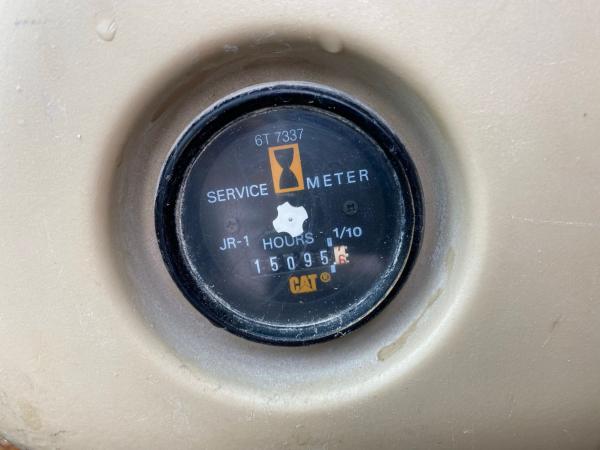 6T 7337
SERVICE METER
JR-1 HOURS 1/10
15095
CAT®